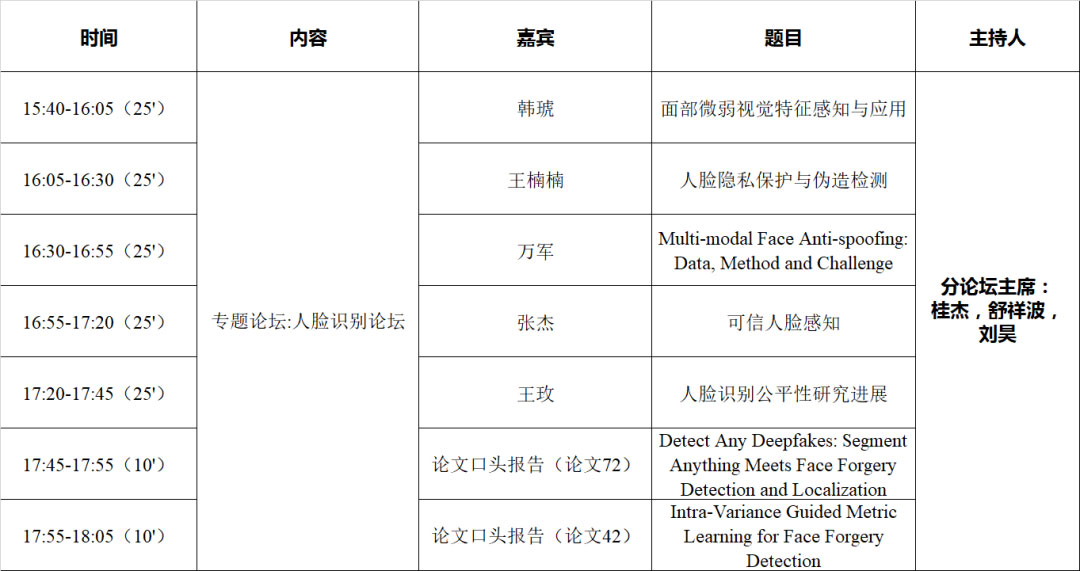 时间 内容 嘉宾 题目 主持人
15:40-16:05（25'） 韩琥 面部微弱视觉特征感知与应用
16:05-16:30（25'） 王楠楠 人脸隐私保护与伪造检测
16:30-16:55（25'） 万军 Multi-modal Face Anti-spoofing:
Data, Method and Challenge
专题论坛:人脸识别论坛
16:55-17:20（25'） 张杰 可信人脸感知
分论坛主席：
桂杰，舒祥波，
刘昊
17:20-17:45（25'） 王玫 人脸识别公平性研究进展
17:45-17:55（10'） 论文口头报告（论文72） Detect Any Deepfakes: Segment
Anything Meets Face Forgery
Detection and Localization
17:55-18:05（10'） 论文口头报告（论文42） Intra-Variance Guided Metric
Learning for Face Forgery
Detection